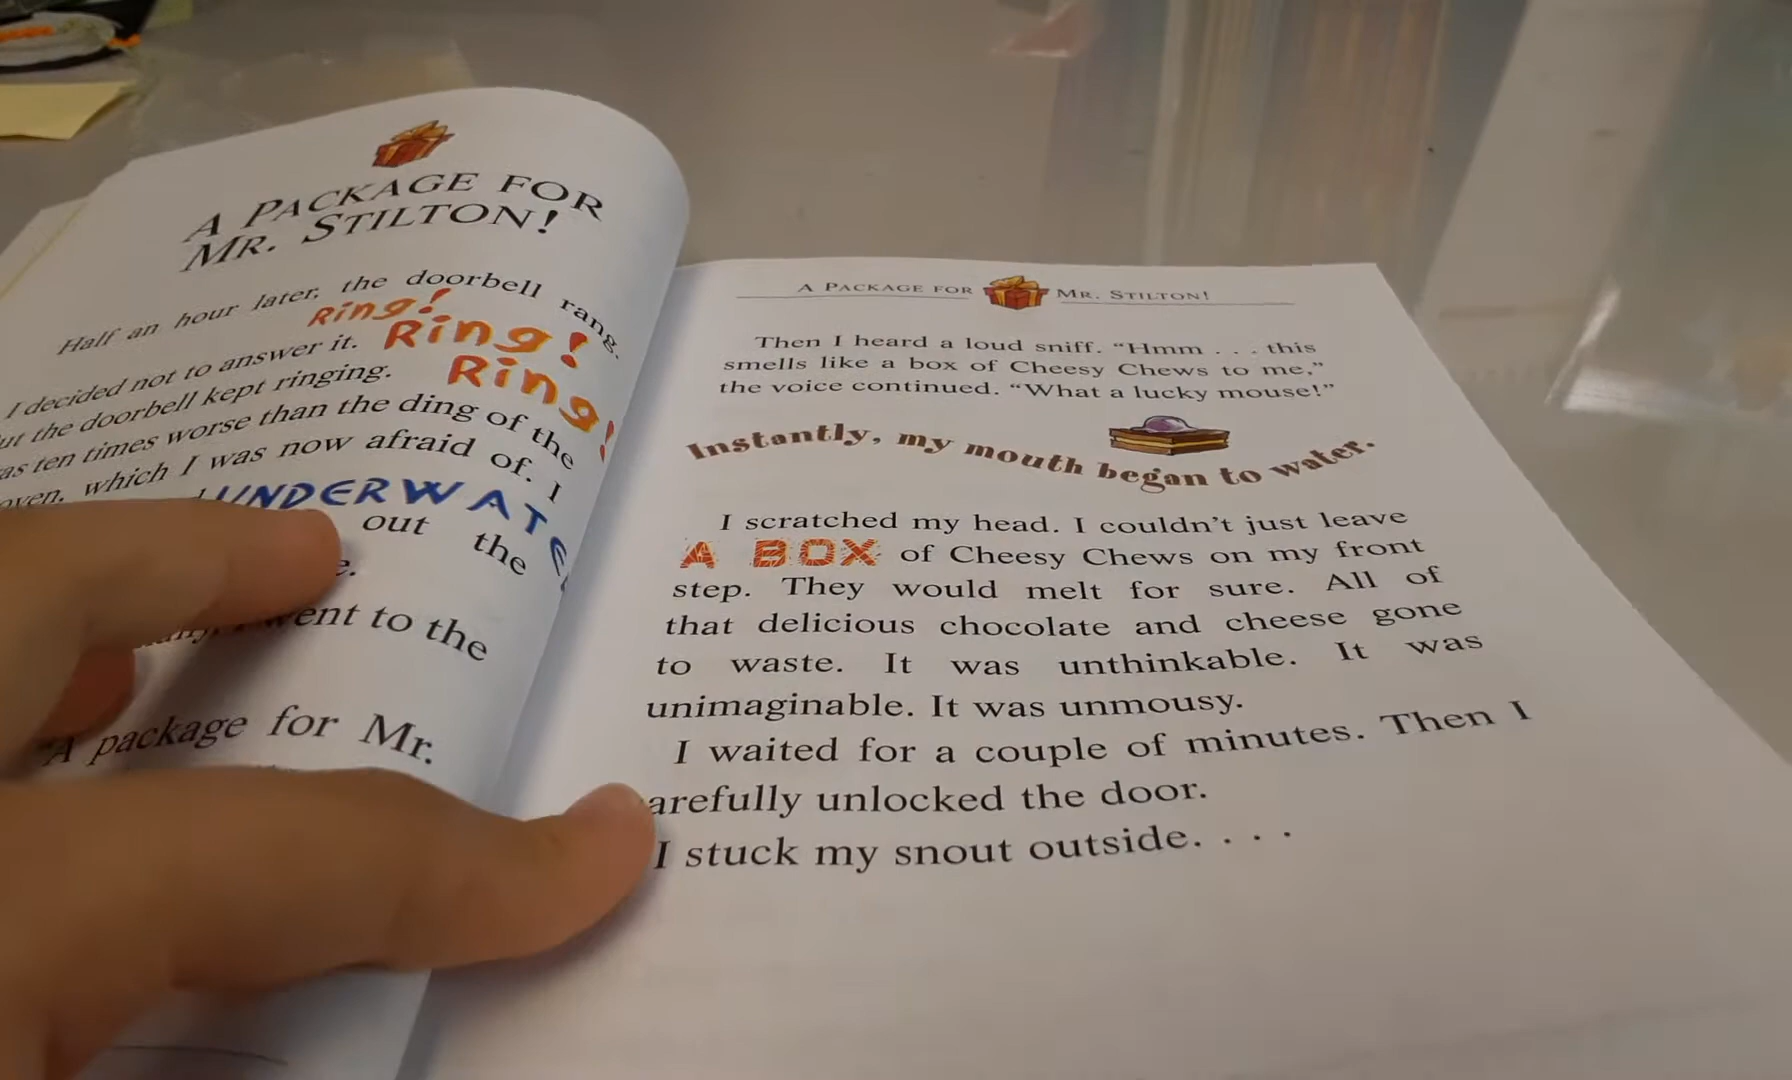 A PACKAGE FOR
MR. STILTON!
Half an hour later, the doorbell rang.
Ring!
Ring!
Ring!
I decided not to answer it.
the doorbell kept ringing.
ten times worse than the ding of the
which I was now afraid of. I
UNDERWATE
out the
went to the
"A package for Mr.
A PACKAGE FOR MR. STILTON!
Then I heard a loud sniff. "Hmm . . . this
smells like a box of Cheesy Chews to me,"
the voice continued. "What a lucky mouse!"
Instantly, my mouth began to water.
I scratched my head. I couldn't just leave
A BOX of Cheesy Chews on my front
step. They would melt for sure. All of
that delicious chocolate and cheese gone
to waste. It was unthinkable. It was
unimaginable. It was unmousy.
I waited for a couple of minutes. Then I
arefully unlocked the door.
I stuck my snout outside. . . .